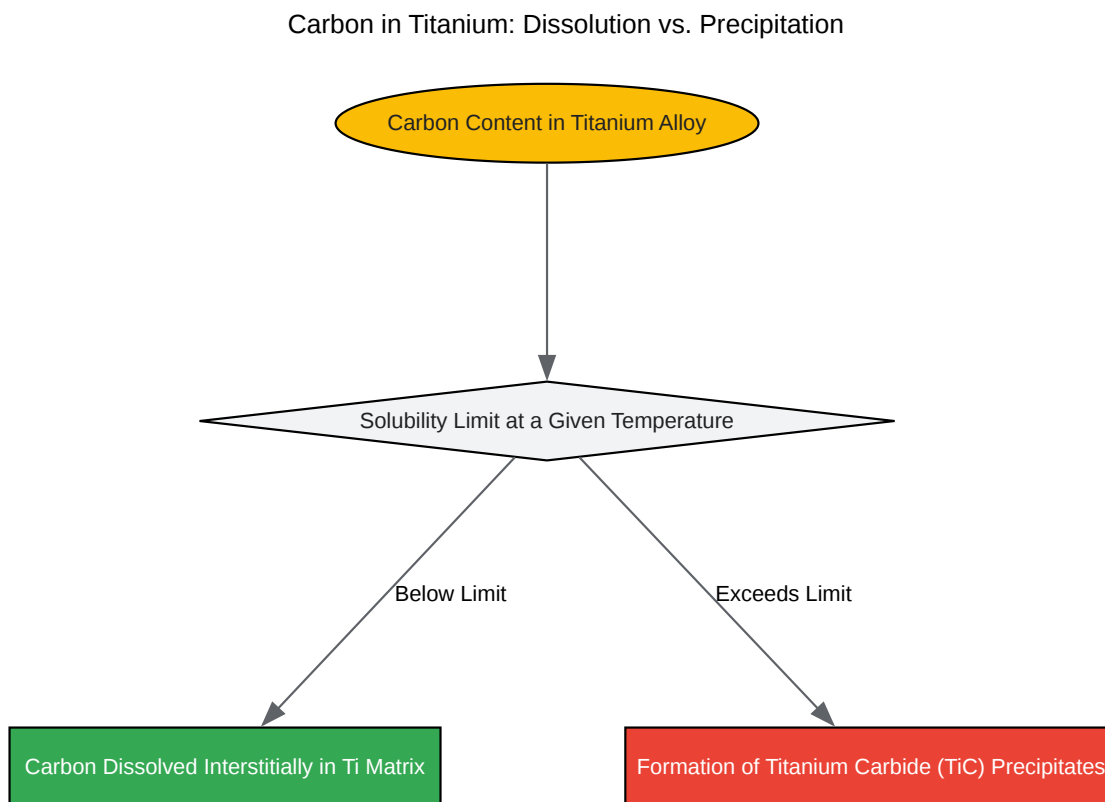 Carbon in Titanium: Dissolution vs. Precipitation
Carbon Content in Titanium Alloy
Solubility Limit at a Given Temperature
Below Limit
Exceeds Limit
Carbon Dissolved Interstitially in Ti Matrix
Formation of Titanium Carbide (TiC) Precipitates